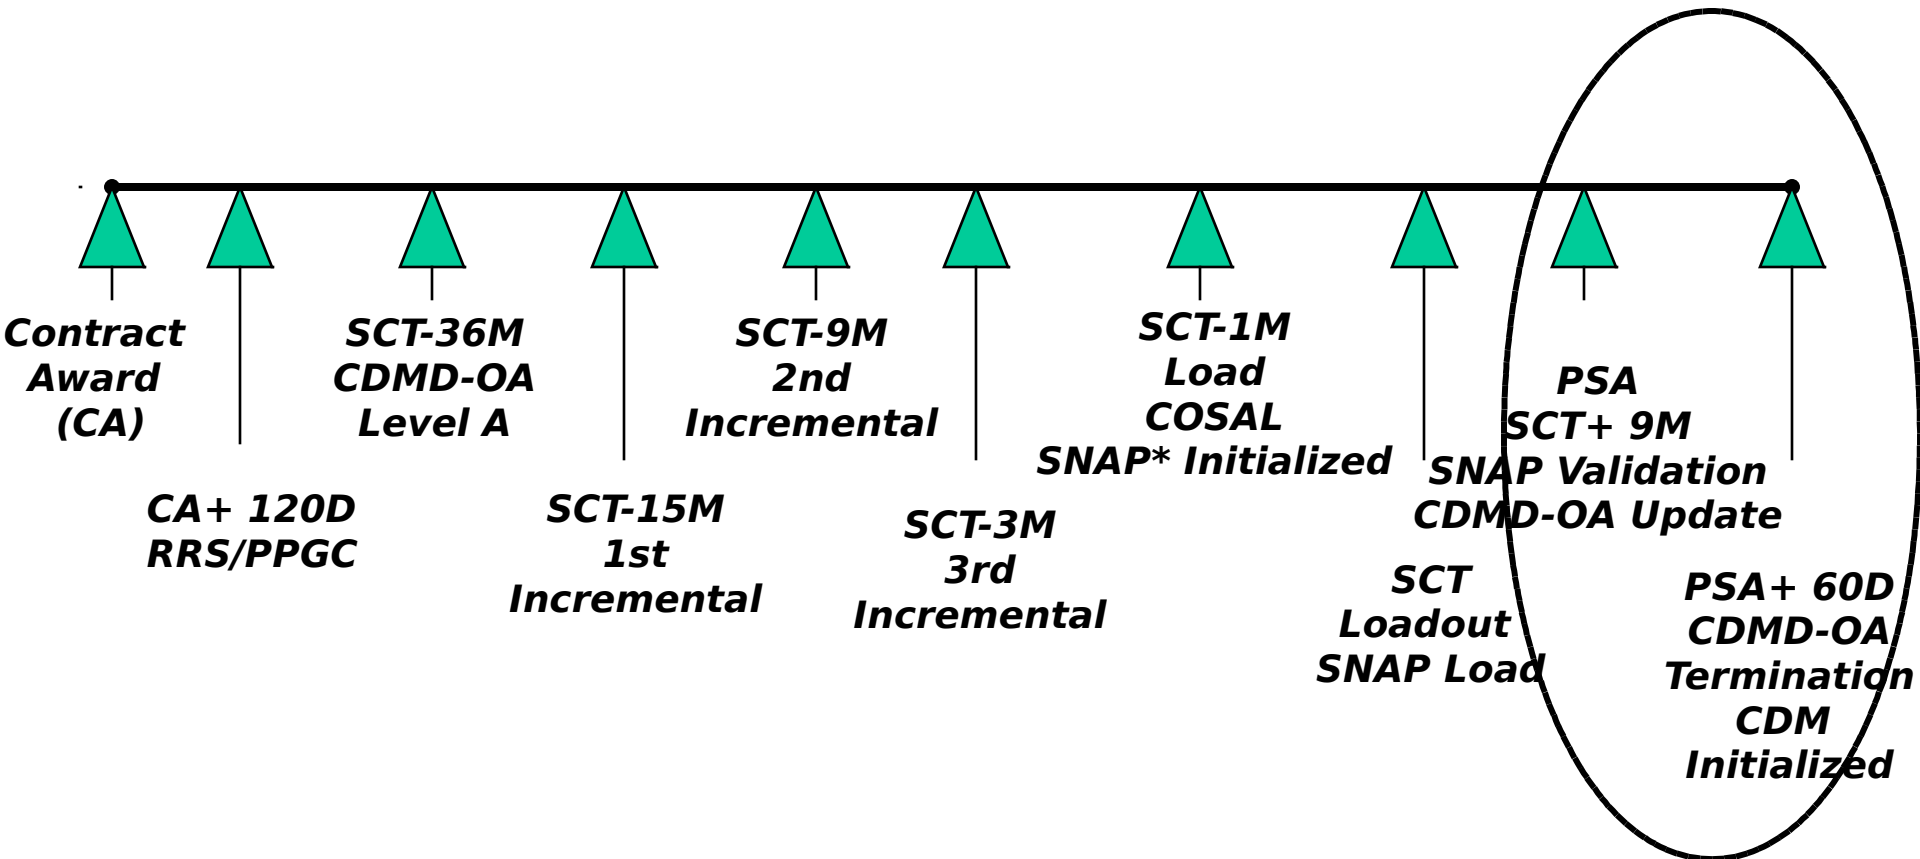 Contract
Award
(CA)
CA+ 120D
RRS/PPGC
SCT-36M
CDMD-OA
Level A
SCT-15M
1st
Incremental
SCT-9M
2nd
Incremental
SCT-3M
3rd
Incremental
SCT-1M
Load
COSAL
SNAP* Initialized
SCT
Loadout
SNAP Load
PSA
SCT+ 9M
SNAP Validation
CDMD-OA Update
PSA+ 60D
CDMD-OA
Termination
CDM
Initialized